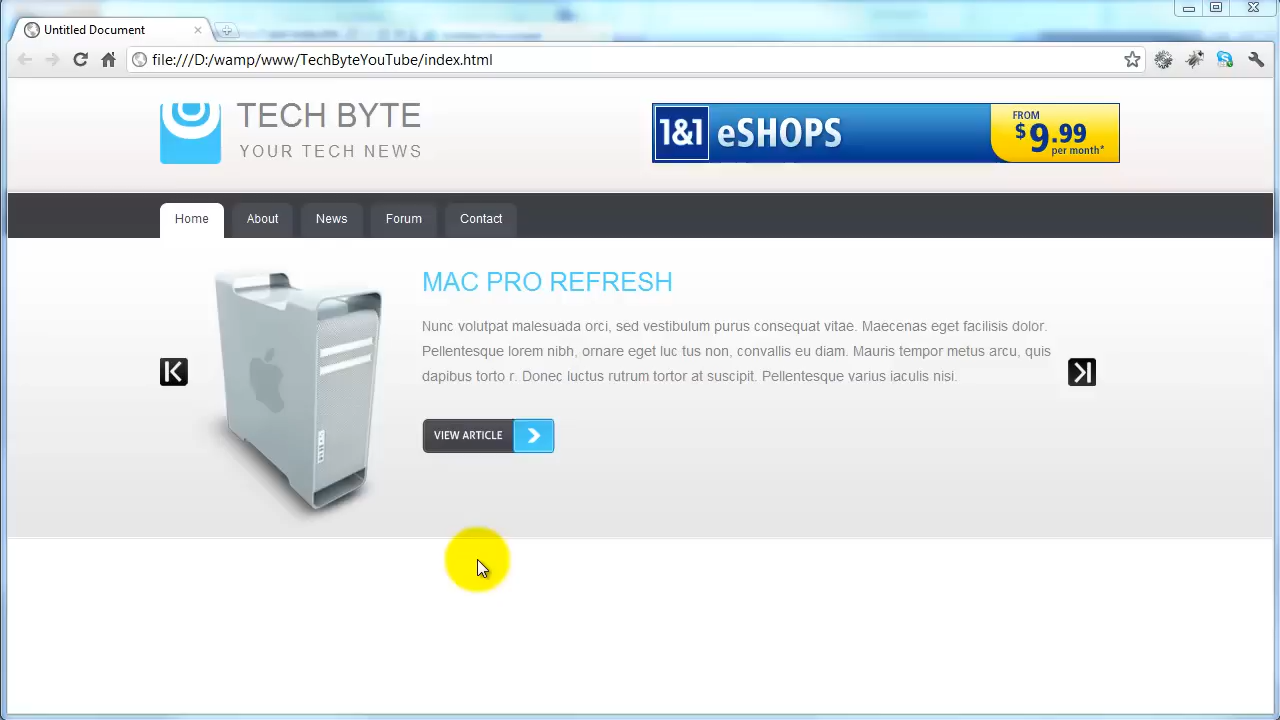 Untitled Document
file:///D:/wamp/www/TechByteYouTube/index.html
TECH BYTE
YOUR TECH NEWS
1&1 eSHOPS
FROM
$9.99
per month*
Home About News Forum Contact
MAC PRO REFRESH
Nunc volutpat malesuada orci, sed vestibulum purus consequat vitae. Maecenas eget facilisis dolor.
Pellentesque lorem nibh, ornare eget luc tus non, convallis eu diam. Mauris tempor metus arcu, quis
dapibus torto r. Donec luctus rutrum tortor at suscipit. Pellentesque varius iaculis nisi.
VIEW ARTICLE